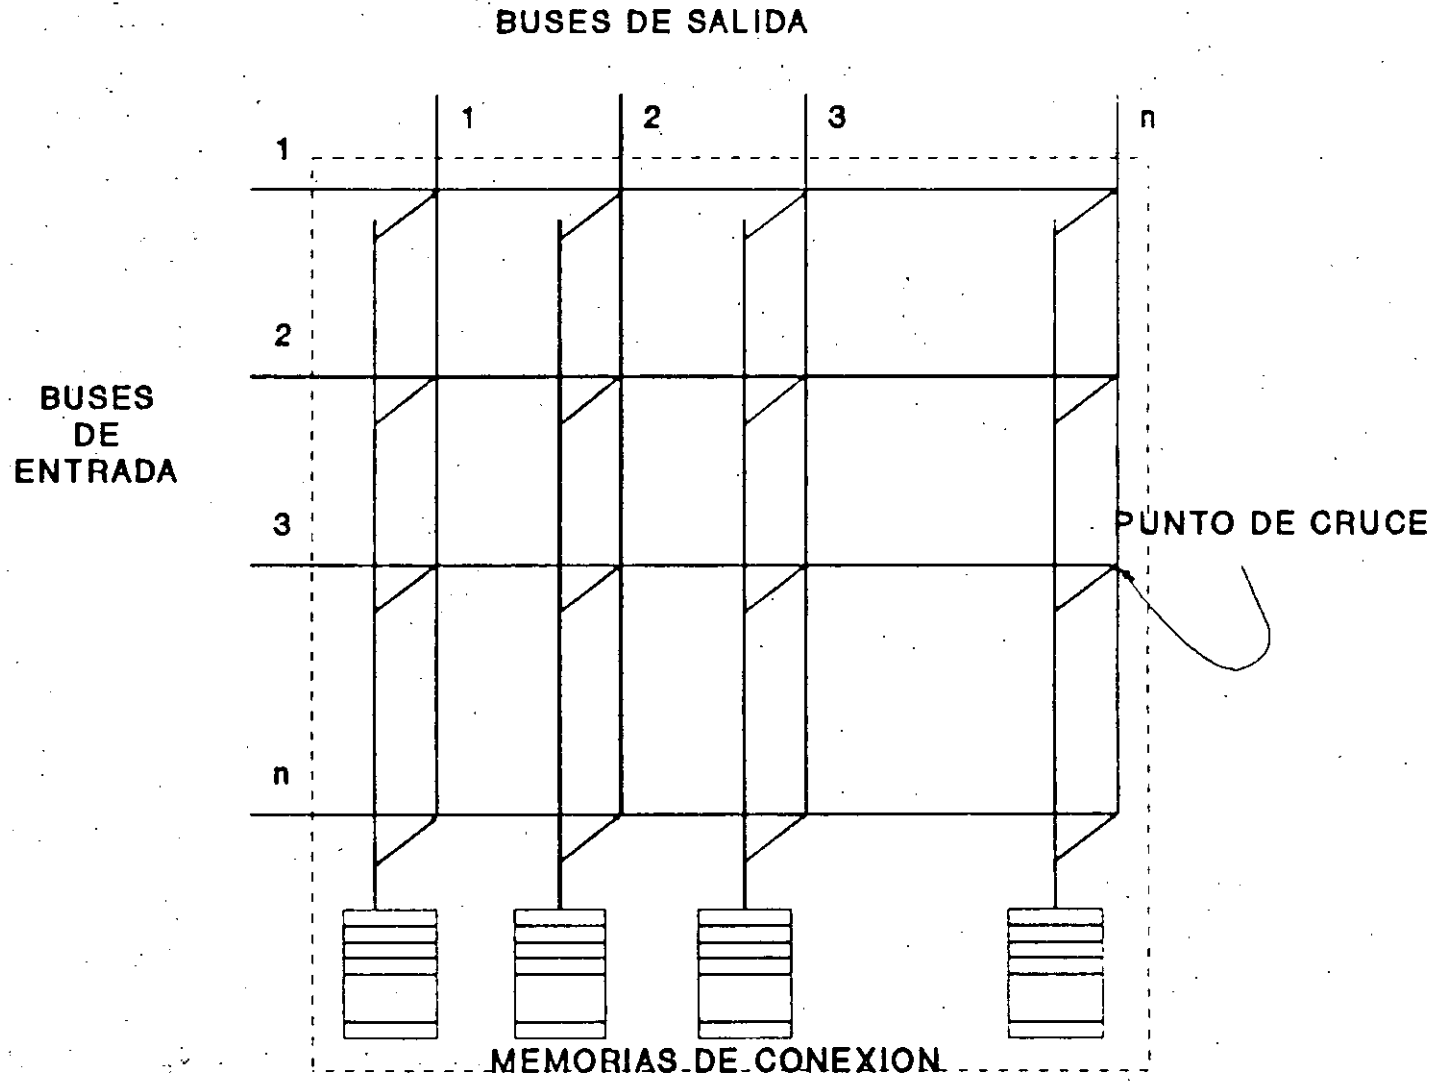 BUSES DE SALIDA
1 2 3 n
1
2
BUSES
DE
ENTRADA
3
PUNTO DE CRUCE
n
MEMORIAS DE CONEXION